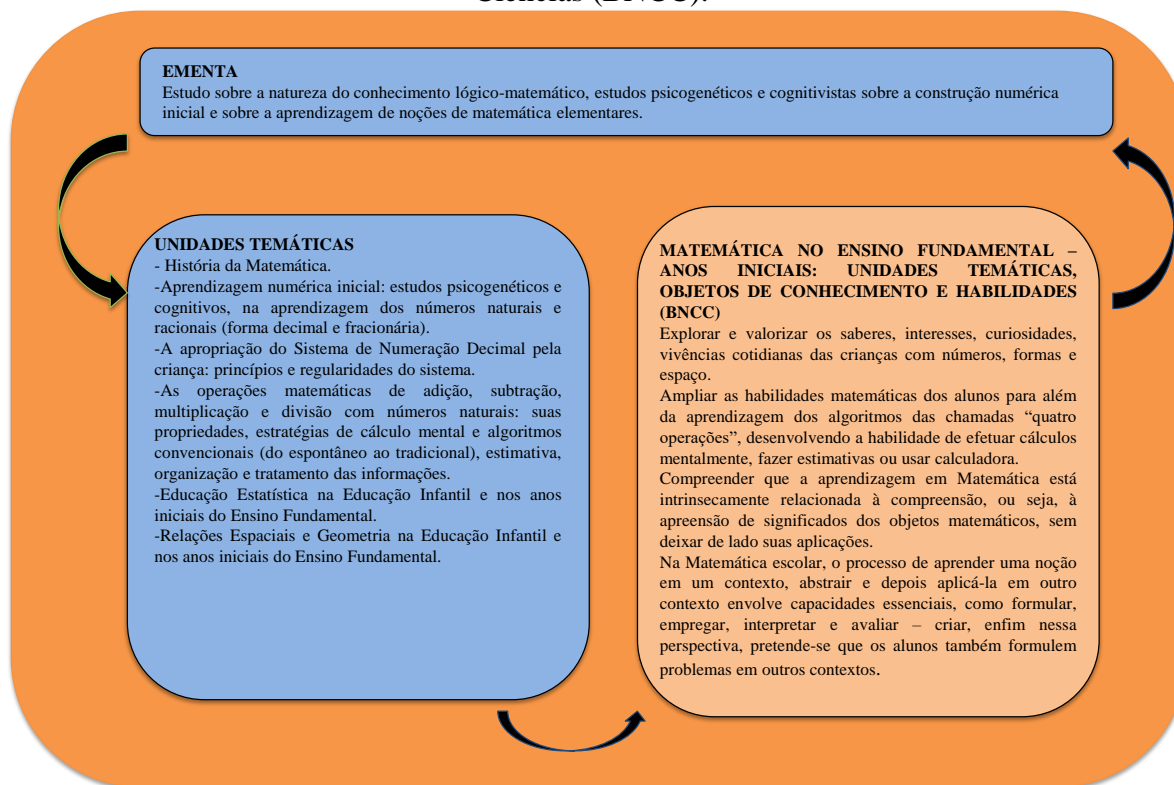 Ciências (BNCC).
EMENTA
Estudo sobre a natureza do conhecimento lógico-matemático, estudos psicogenéticos e cognitivistas sobre a construção numérica
inicial e sobre a aprendizagem de noções de matemática elementares.
UNIDADES TEMÁTICAS
- História da Matemática.
-Aprendizagem numérica inicial: estudos psicogenéticos e
cognitivos, na aprendizagem dos números naturais e
racionais (forma decimal e fracionária).
-A apropriação do Sistema de Numeração Decimal pela
criança: princípios e regularidades do sistema.
-As operações matemáticas de adição, subtração,
multiplicação e divisão com números naturais: suas
propriedades, estratégias de cálculo mental e algoritmos
convencionais (do espontâneo ao tradicional), estimativa,
organização e tratamento das informações.
-Educação Estatística na Educação Infantil e nos anos
iniciais do Ensino Fundamental.
-Relações Espaciais e Geometria na Educação Infantil e
nos anos iniciais do Ensino Fundamental.
MATEMÁTICA NO ENSINO FUNDAMENTAL –
ANOS INICIAIS: UNIDADES TEMÁTICAS,
OBJETOS DE CONHECIMENTO E HABILIDADES
(BNCC)
Explorar e valorizar os saberes, interesses, curiosidades,
vivências cotidianas das crianças com números, formas e
espaço.
Ampliar as habilidades matemáticas dos alunos para além
da aprendizagem dos algoritmos das chamadas “quatro
operações”, desenvolvendo a habilidade de efetuar cálculos
mentalmente, fazer estimativas ou usar calculadora.
Compreender que a aprendizagem em Matemática está
intrinsecamente relacionada à compreensão, ou seja, à
apreensão de significados dos objetos matemáticos, sem
deixar de lado suas aplicações.
Na Matemática escolar, o processo de aprender uma noção
em um contexto, abstrair e depois aplicá-la em outro
contexto envolve capacidades essenciais, como formular,
empregar, interpretar e avaliar – criar, enfim nessa
perspectiva, pretende-se que os alunos também formulem
problemas em outros contextos.